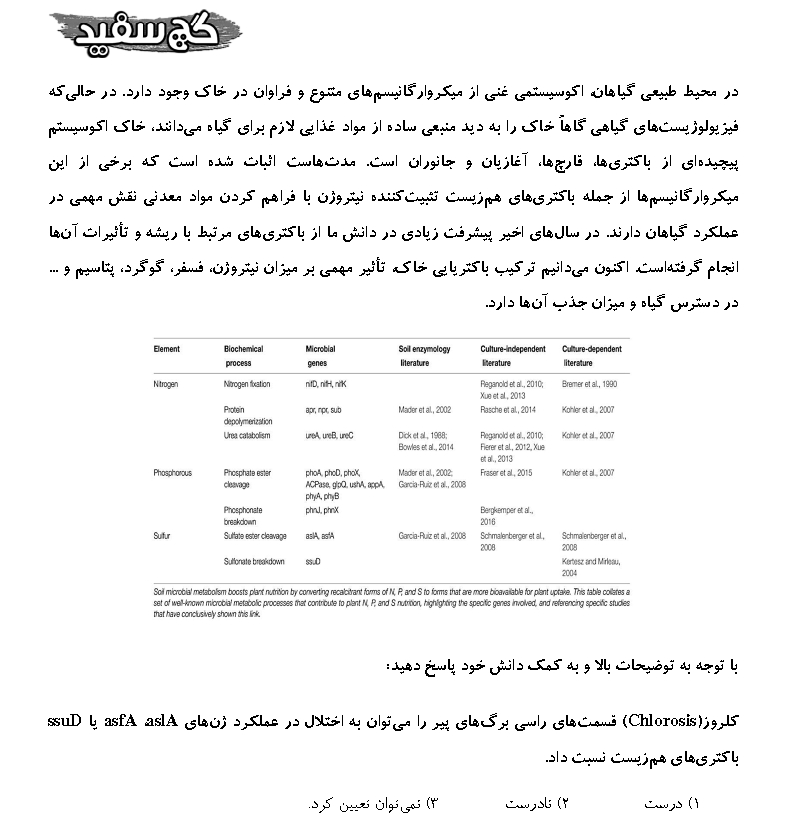 گچ سفید
در محیط طبیعی گیاهان، اکوسیستمی غنی از میکروارگانیسم‌های متنوع و فراوان در خاک وجود دارد. در حالی‌که
فیزیولوژیست‌های گیاهی گاهاً خاک را به دید منبعی ساده از مواد غذایی لازم برای گیاه می‌دانند، خاک اکوسیستم
پیچیده‌ای از باکتری‌ها، قارچ‌ها، آغازیان و جانوران است. مدت‌هاست اثبات شده است که برخی از این
میکروارگانیسم‌ها از جمله باکتری‌های هم‌زیست تثبیت‌کننده نیتروژن با فراهم کردن مواد معدنی نقش مهمی در
عملکرد گیاهان دارند. در سال‌های اخیر پیشرفت زیادی در دانش ما از باکتری‌های مرتبط با ریشه و تأثیرات آن‌ها
انجام گرفته‌است. اکنون می‌دانیم ترکیب باکتریایی خاک، تأثیر مهمی بر میزان نیتروژن، فسفر، گوگرد، پتاسیم و ...
در دسترس گیاه و میزان جذب آن‌ها دارد.
Element Biochemical process Microbial genes Soil enzymology literature Culture-independent literature Culture-dependent literature
Nitrogen Nitrogen fixation nifD, nifH, nifK Reganold et al., 2010; Xue et al., 2013 Bremer et al., 1990
Protein depolymerization apr, npr, sub Mader et al., 2002 Rasche et al., 2014 Kohler et al., 2007
Urea catabolism ureA, ureB, ureC Dick et al., 1988; Bowles et al., 2014 Reganold et al., 2010; Fierer et al., 2012, Xue et al., 2013 Kohler et al., 2007
Phosphorous Phosphate ester cleavage phoA, phoD, phoX, ACPase, glpQ, ushA, appA, phyA, phyB Mader et al., 2002; Garcia-Ruiz et al., 2008 Fraser et al., 2015 Kohler et al., 2007
Phosphonate breakdown phnJ, phnX Bergkemper et al., 2016
Sulfur Sulfate ester cleavage aslA, asfA Garcia-Ruiz et al., 2008 Schmalenberger et al., 2008 Schmalenberger et al., 2008
Sulfonate breakdown ssuD Kertesz and Mirleau, 2004
Soil microbial metabolism boosts plant nutrition by converting recalcitrant forms of N, P, and S to forms that are more bioavailable for plant uptake. This table collates a
set of well-known microbial metabolic processes that contribute to plant N, P, and S nutrition, highlighting the specific genes involved, and referencing specific studies
that have conclusively shown this link.
با توجه به توضیحات بالا و به کمک دانش خود پاسخ دهید:
کلروز(Chlorosis) قسمت‌های راسی برگ‌های پیر را می‌توان به اختلال در عملکرد ژن‌های asfA ،aslA یا ssuD
باکتری‌های هم‌زیست نسبت داد.
۱) درست ۲) نادرست ۳) نمی‌توان تعیین کرد.